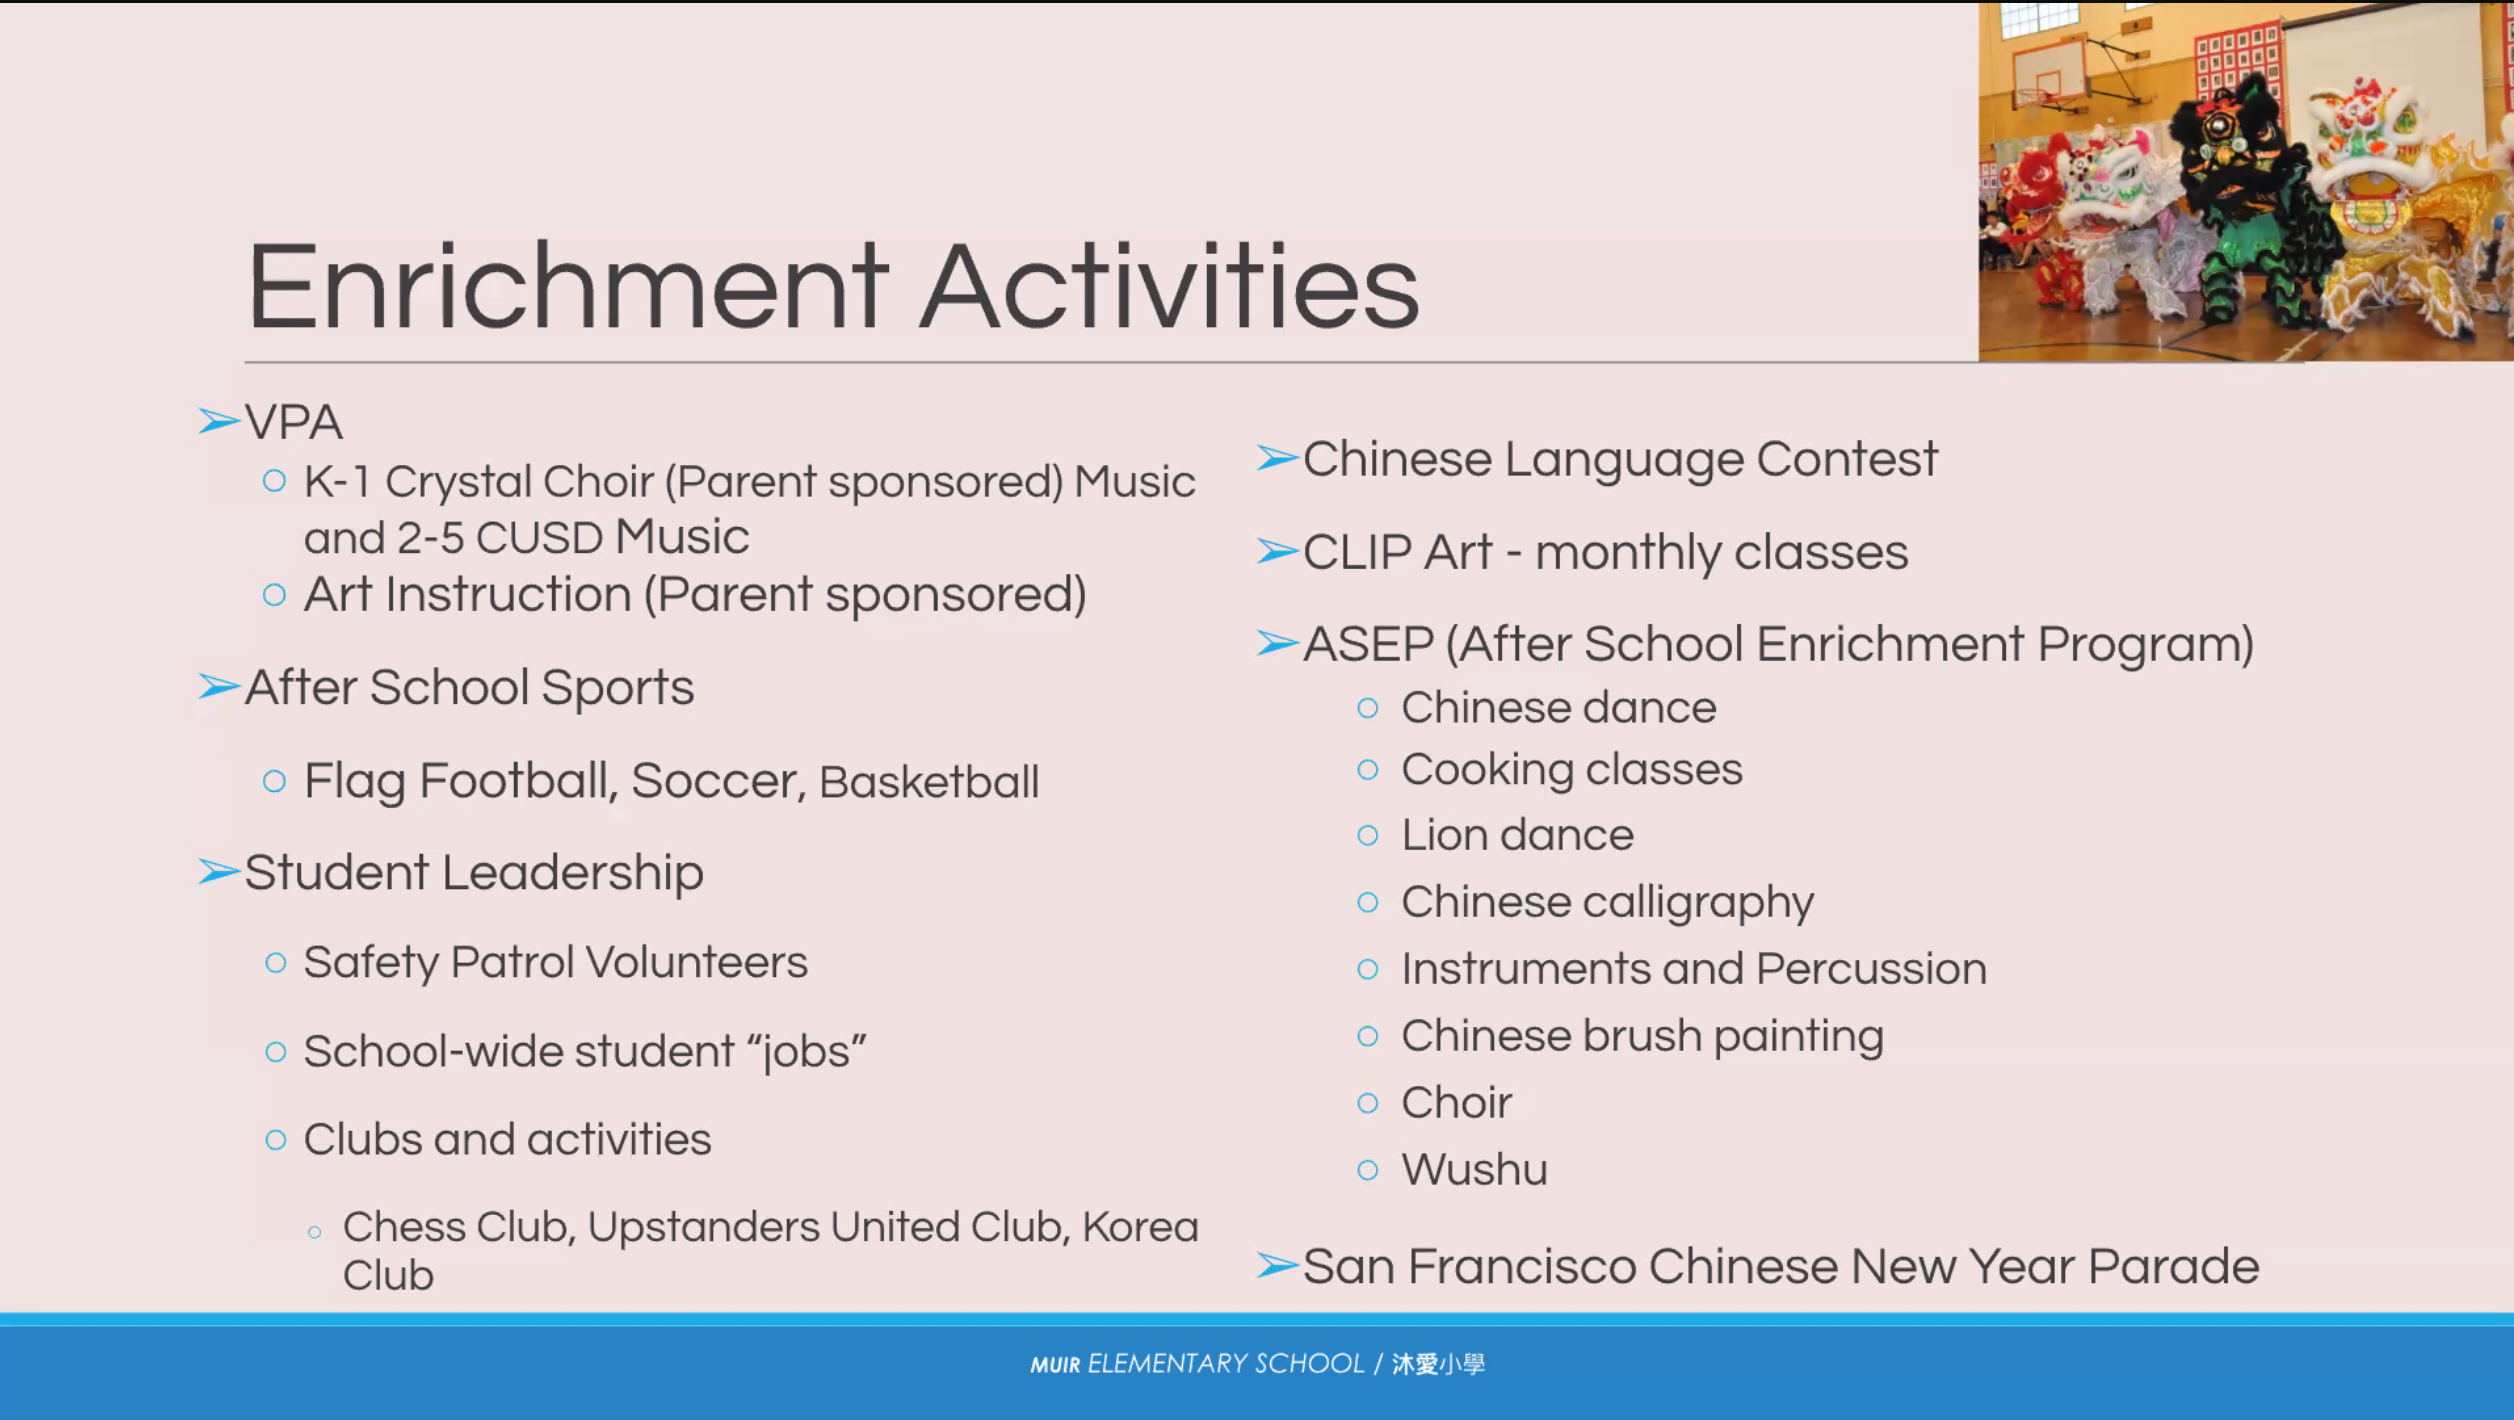 Enrichment Activities
➢VPA
○ K-1 Crystal Choir (Parent sponsored) Music
and 2-5 CUSD Music
○ Art Instruction (Parent sponsored)
➢After School Sports
○ Flag Football, Soccer, Basketball
➢Student Leadership
○ Safety Patrol Volunteers
○ School-wide student “jobs”
○ Clubs and activities
○ Chess Club, Upstanders United Club, Korea
Club
➢Chinese Language Contest
➢CLIP Art - monthly classes
➢ASEP (After School Enrichment Program)
○ Chinese dance
○ Cooking classes
○ Lion dance
○ Chinese calligraphy
○ Instruments and Percussion
○ Chinese brush painting
○ Choir
○ Wushu
➢San Francisco Chinese New Year Parade
MUIR ELEMENTARY SCHOOL / 沐愛小學